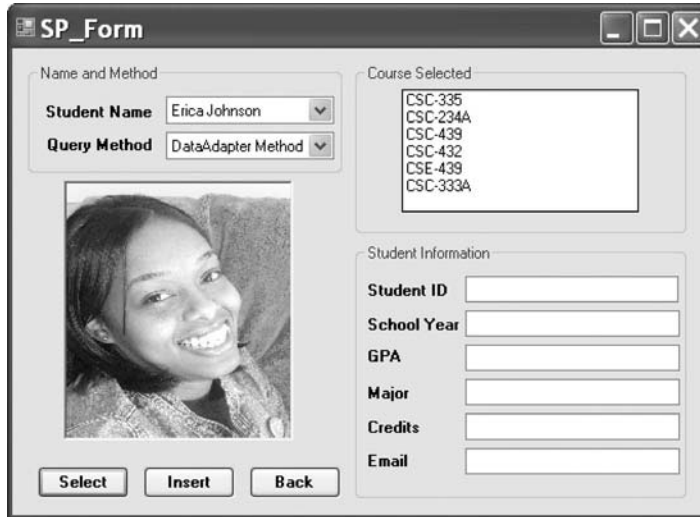 SP_Form
Name and Method
Student Name Erica Johnson
Query Method DataAdapter Method
Course Selected
CSC-335
CSC-234A
CSC-439
CSC-432
CSE-439
CSC-333A
Student Information
Student ID
School Year
GPA
Major
Credits
Email
Select Insert Back